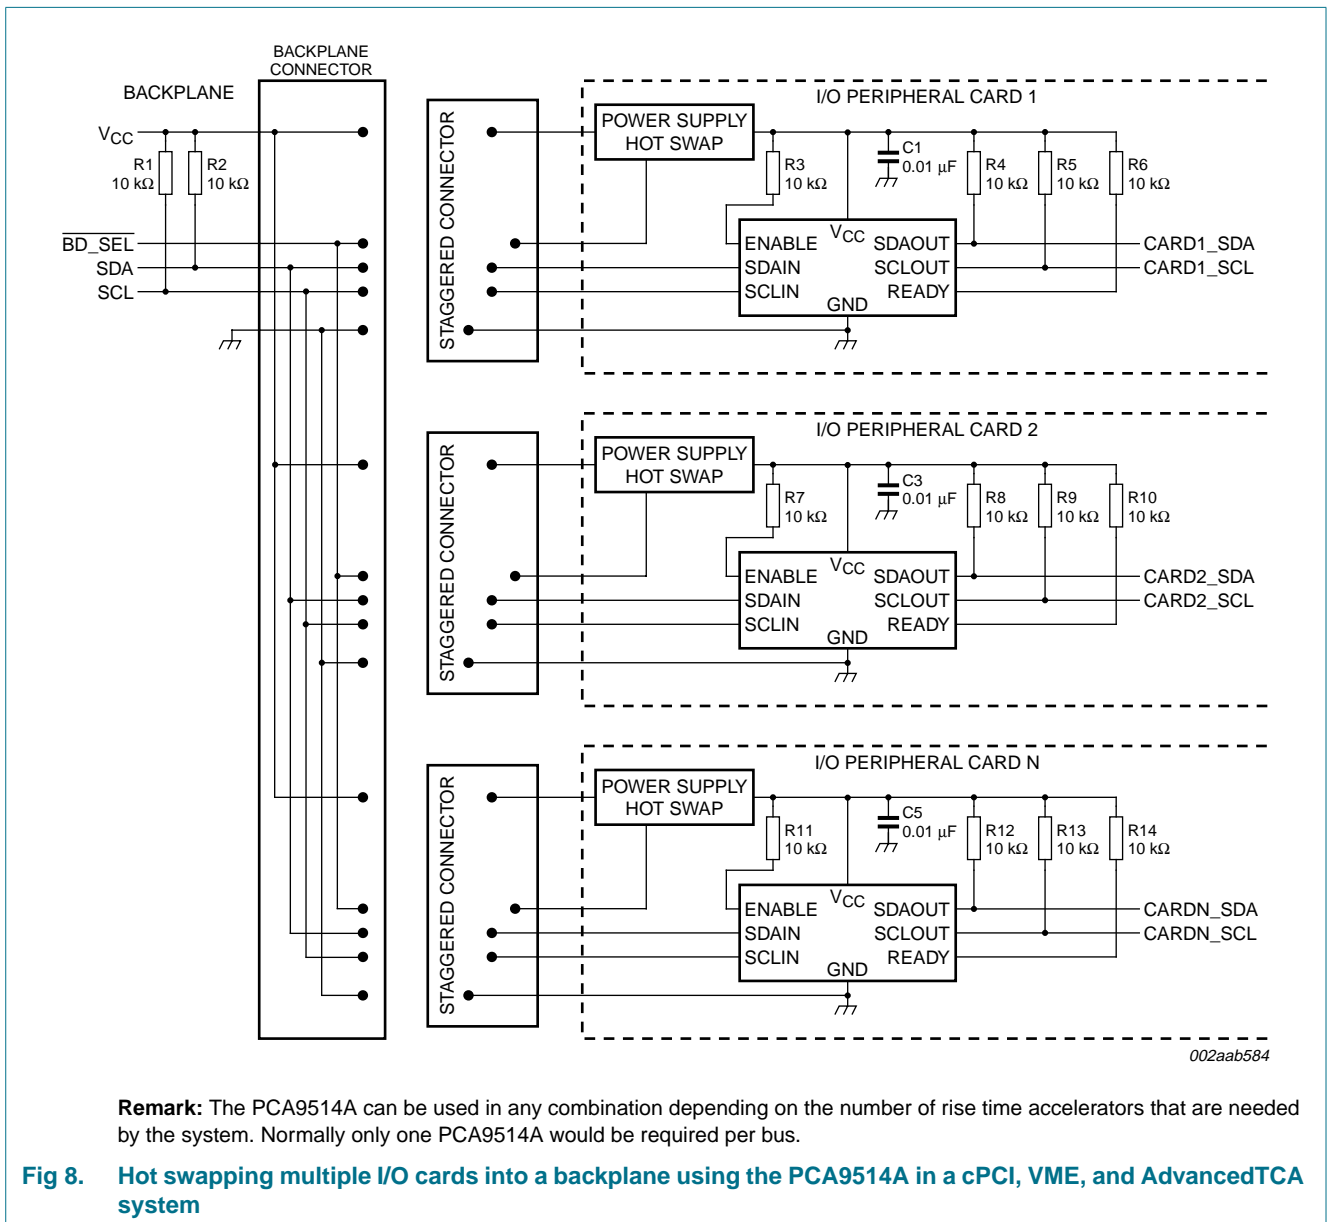 BACKPLANE
CONNECTOR
BACKPLANE
VCC
R1
10 kΩ
R2
10 kΩ
BD_SEL
SDA
SCL
STAGGERED CONNECTOR
I/O PERIPHERAL CARD 1
POWER SUPPLY
HOT SWAP
R3
10 kΩ
C1
0.01 μF
R4
10 kΩ
R5
10 kΩ
R6
10 kΩ
VCC
ENABLE
SDAIN
SCLIN
SDAOUT
SCLOUT
READY
GND
CARD1_SDA
CARD1_SCL
STAGGERED CONNECTOR
I/O PERIPHERAL CARD 2
POWER SUPPLY
HOT SWAP
R7
10 kΩ
C3
0.01 μF
R8
10 kΩ
R9
10 kΩ
R10
10 kΩ
VCC
ENABLE
SDAIN
SCLIN
SDAOUT
SCLOUT
READY
GND
CARD2_SDA
CARD2_SCL
STAGGERED CONNECTOR
I/O PERIPHERAL CARD N
POWER SUPPLY
HOT SWAP
R11
10 kΩ
C5
0.01 μF
R12
10 kΩ
R13
10 kΩ
R14
10 kΩ
VCC
ENABLE
SDAIN
SCLIN
SDAOUT
SCLOUT
READY
GND
CARDN_SDA
CARDN_SCL
002aab584
Remark: The PCA9514A can be used in any combination depending on the number of rise time accelerators that are needed
by the system. Normally only one PCA9514A would be required per bus.
Fig 8. Hot swapping multiple I/O cards into a backplane using the PCA9514A in a cPCI, VME, and AdvancedTCA
system